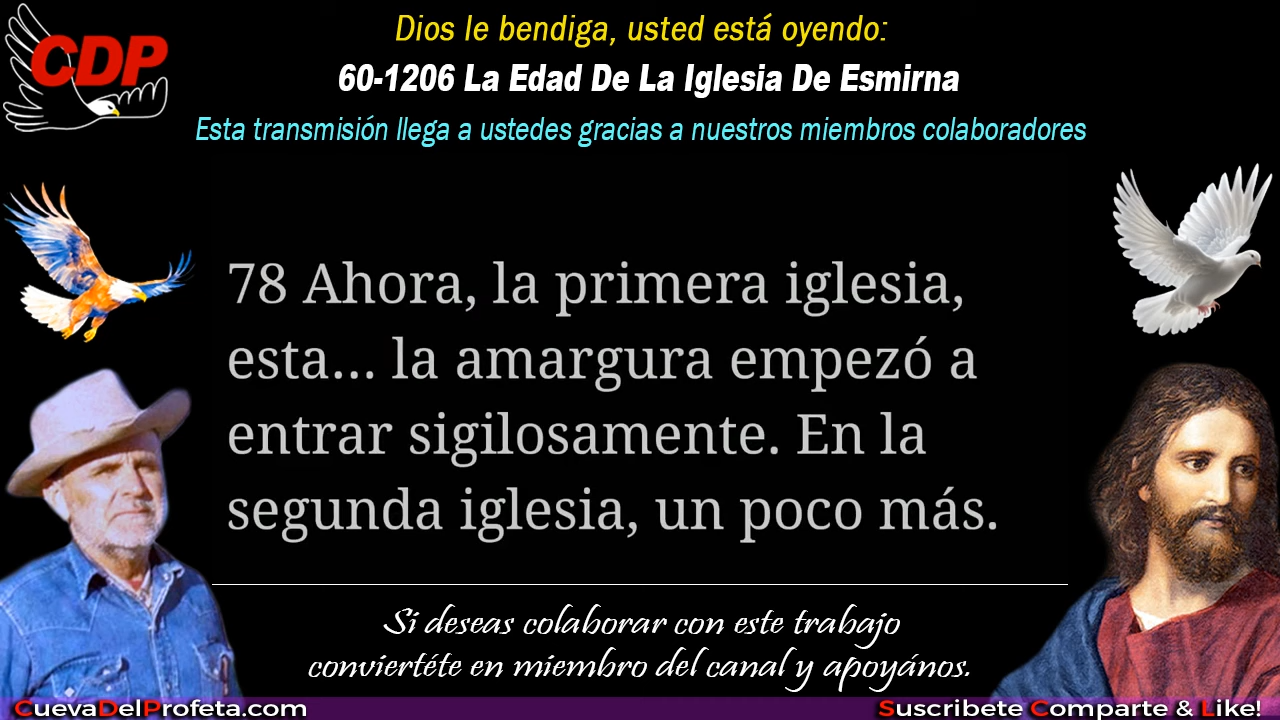 CDP
Dios le bendiga, usted está oyendo:
60-1206 La Edad De La Iglesia De Esmirna
Esta transmisión llega a ustedes gracias a nuestros miembros colaboradores
78 Ahora, la primera iglesia,
esta... la amargura empezó a
entrar sigilosamente. En la
segunda iglesia, un poco más.
Si deseas colaborar con este trabajo
conviertéte en miembro del canal y apoyános.
CuevaDelProfeta.com
Suscribete Comparte & Like!